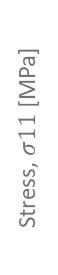 Stress, 𝜎11 [MPa]